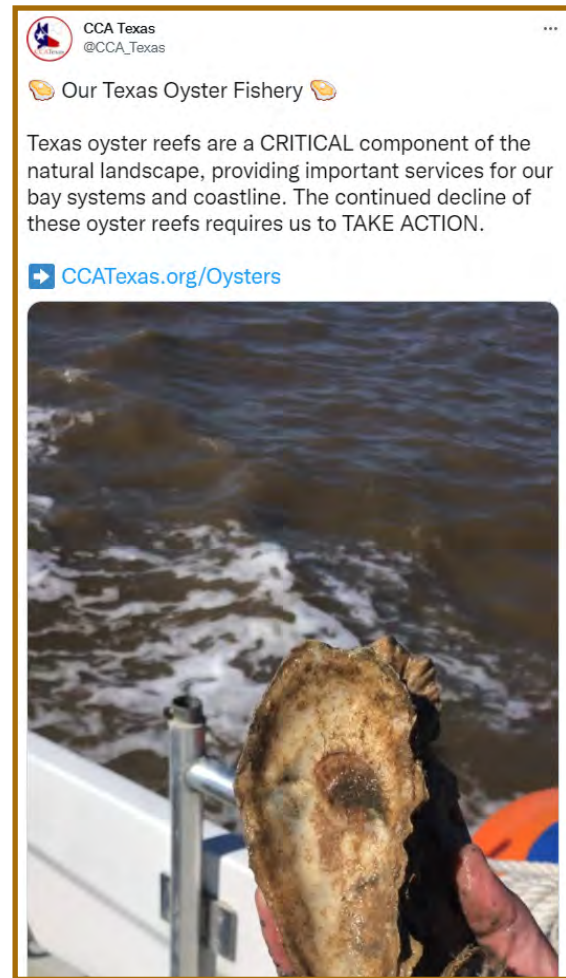 CCA Texas
@CCA_Texas
🦪 Our Texas Oyster Fishery 🦪
Texas oyster reefs are a CRITICAL component of the
natural landscape, providing important services for our
bay systems and coastline. The continued decline of
these oyster reefs requires us to TAKE ACTION.
➡️ CCATexas.org/Oysters